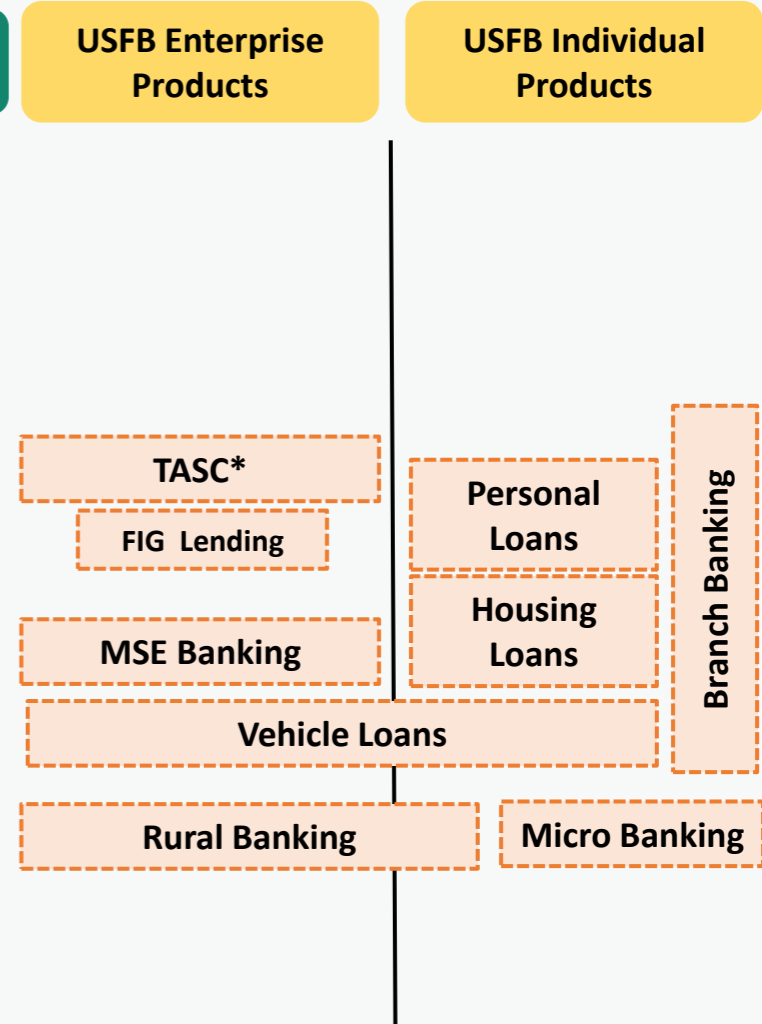 USFB Enterprise
Products
USFB Individual
Products
TASC*
FIG Lending
MSE Banking
Personal
Loans
Housing
Loans
Branch Banking
Vehicle Loans
Rural Banking
Micro Banking